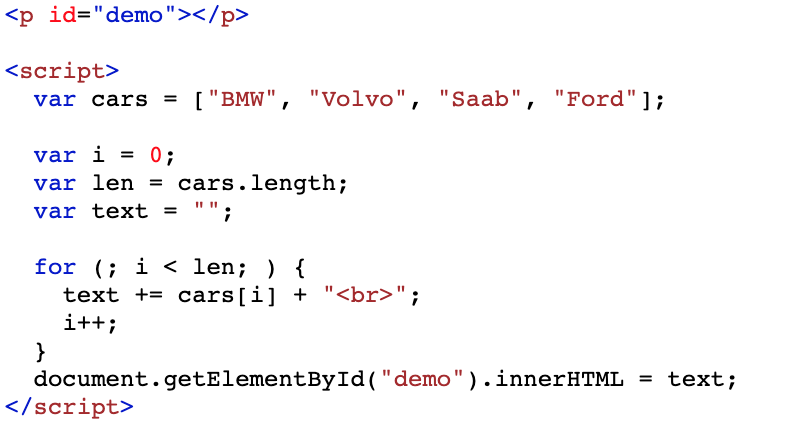 <p id="demo"></p>
<script>
var cars = ["BMW", "Volvo", "Saab", "Ford"];
var i = 0;
var len = cars.length;
var text = "";
for (; i < len; ) {
text += cars[i] + "<br>";
i++;
}
document.getElementById("demo").innerHTML = text;
</script>